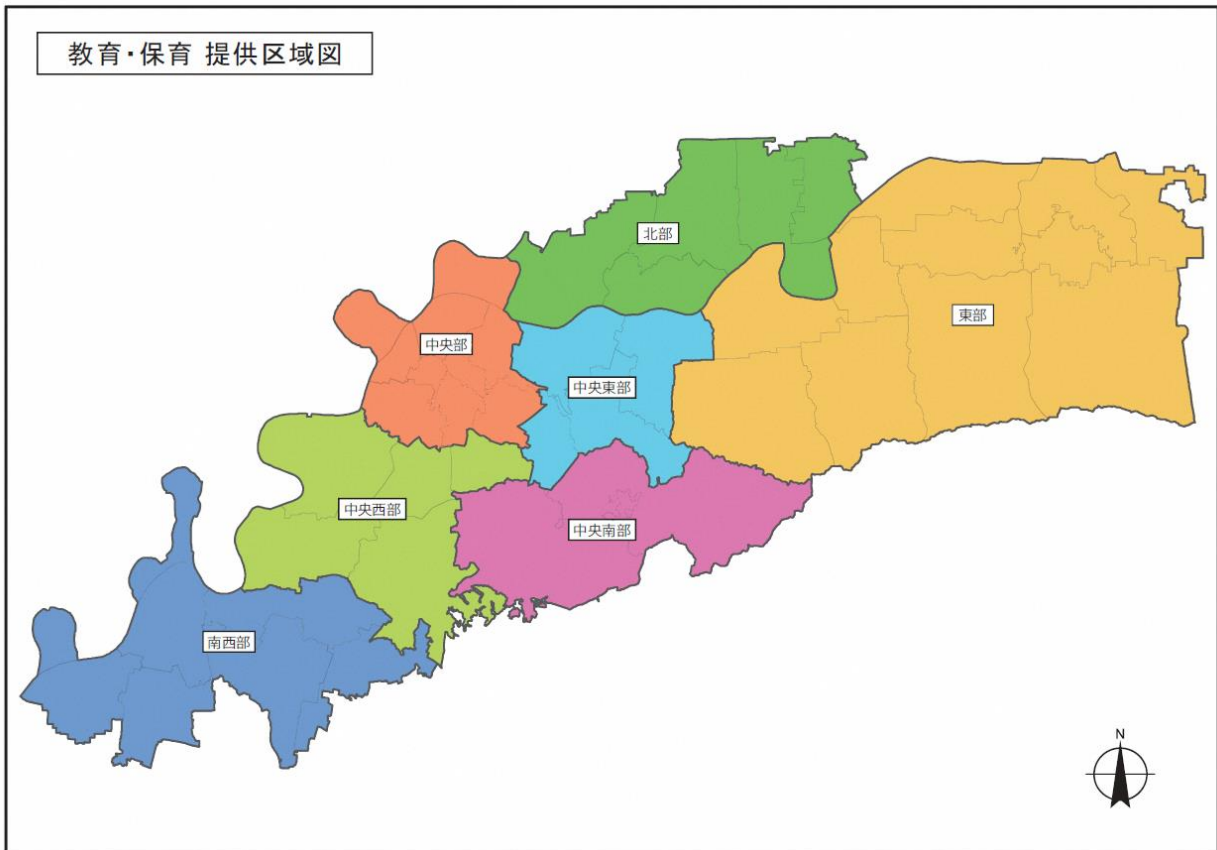 教育・保育 提供区域図
北部
東部
中央部
中央東部
中央西部
中央南部
南西部
N